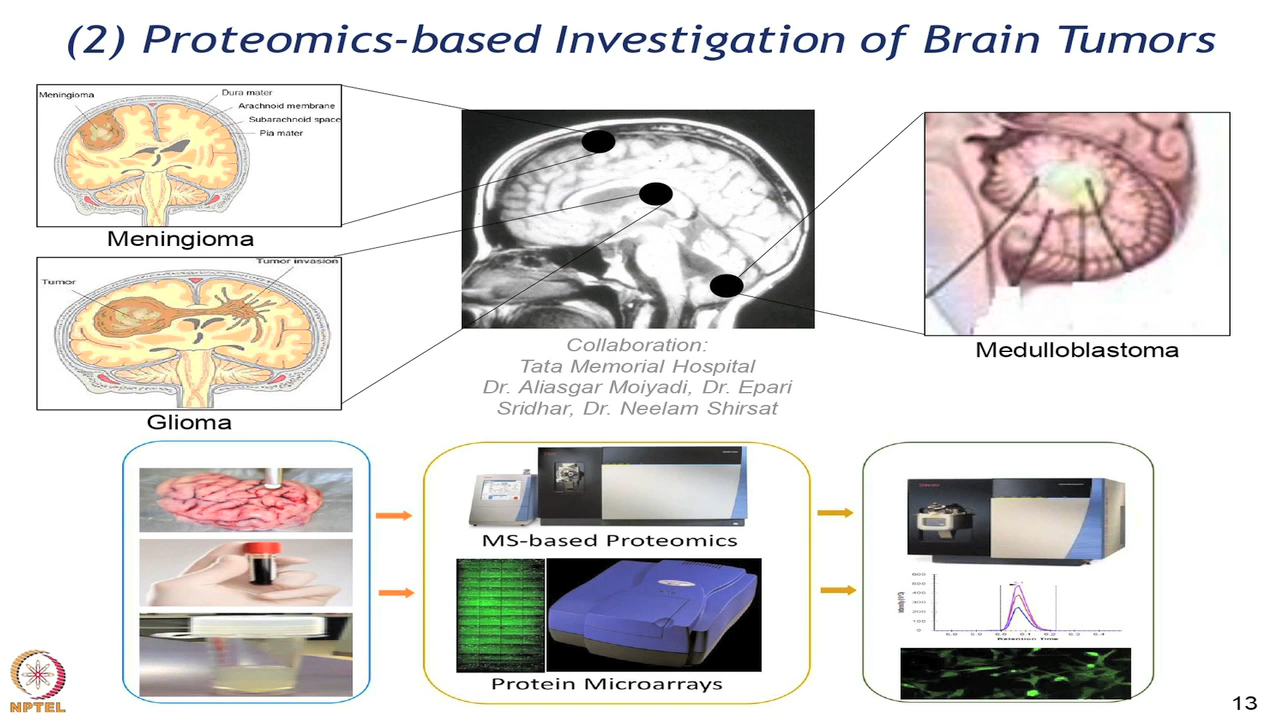 (2) Proteomics-based Investigation of Brain Tumors
Meningioma
Dura mater
Arachnoid membrane
Subarachnoid space
Pia mater
Meningioma
Tumor invasion
Tumor
Glioma
Collaboration:
Tata Memorial Hospital
Dr. Aliasgar Moiyadi, Dr. Epari
Sridhar, Dr. Neelam Shirsat
Medulloblastoma
MS-based Proteomics
Protein Microarrays
Retention Time
NPTEL
13